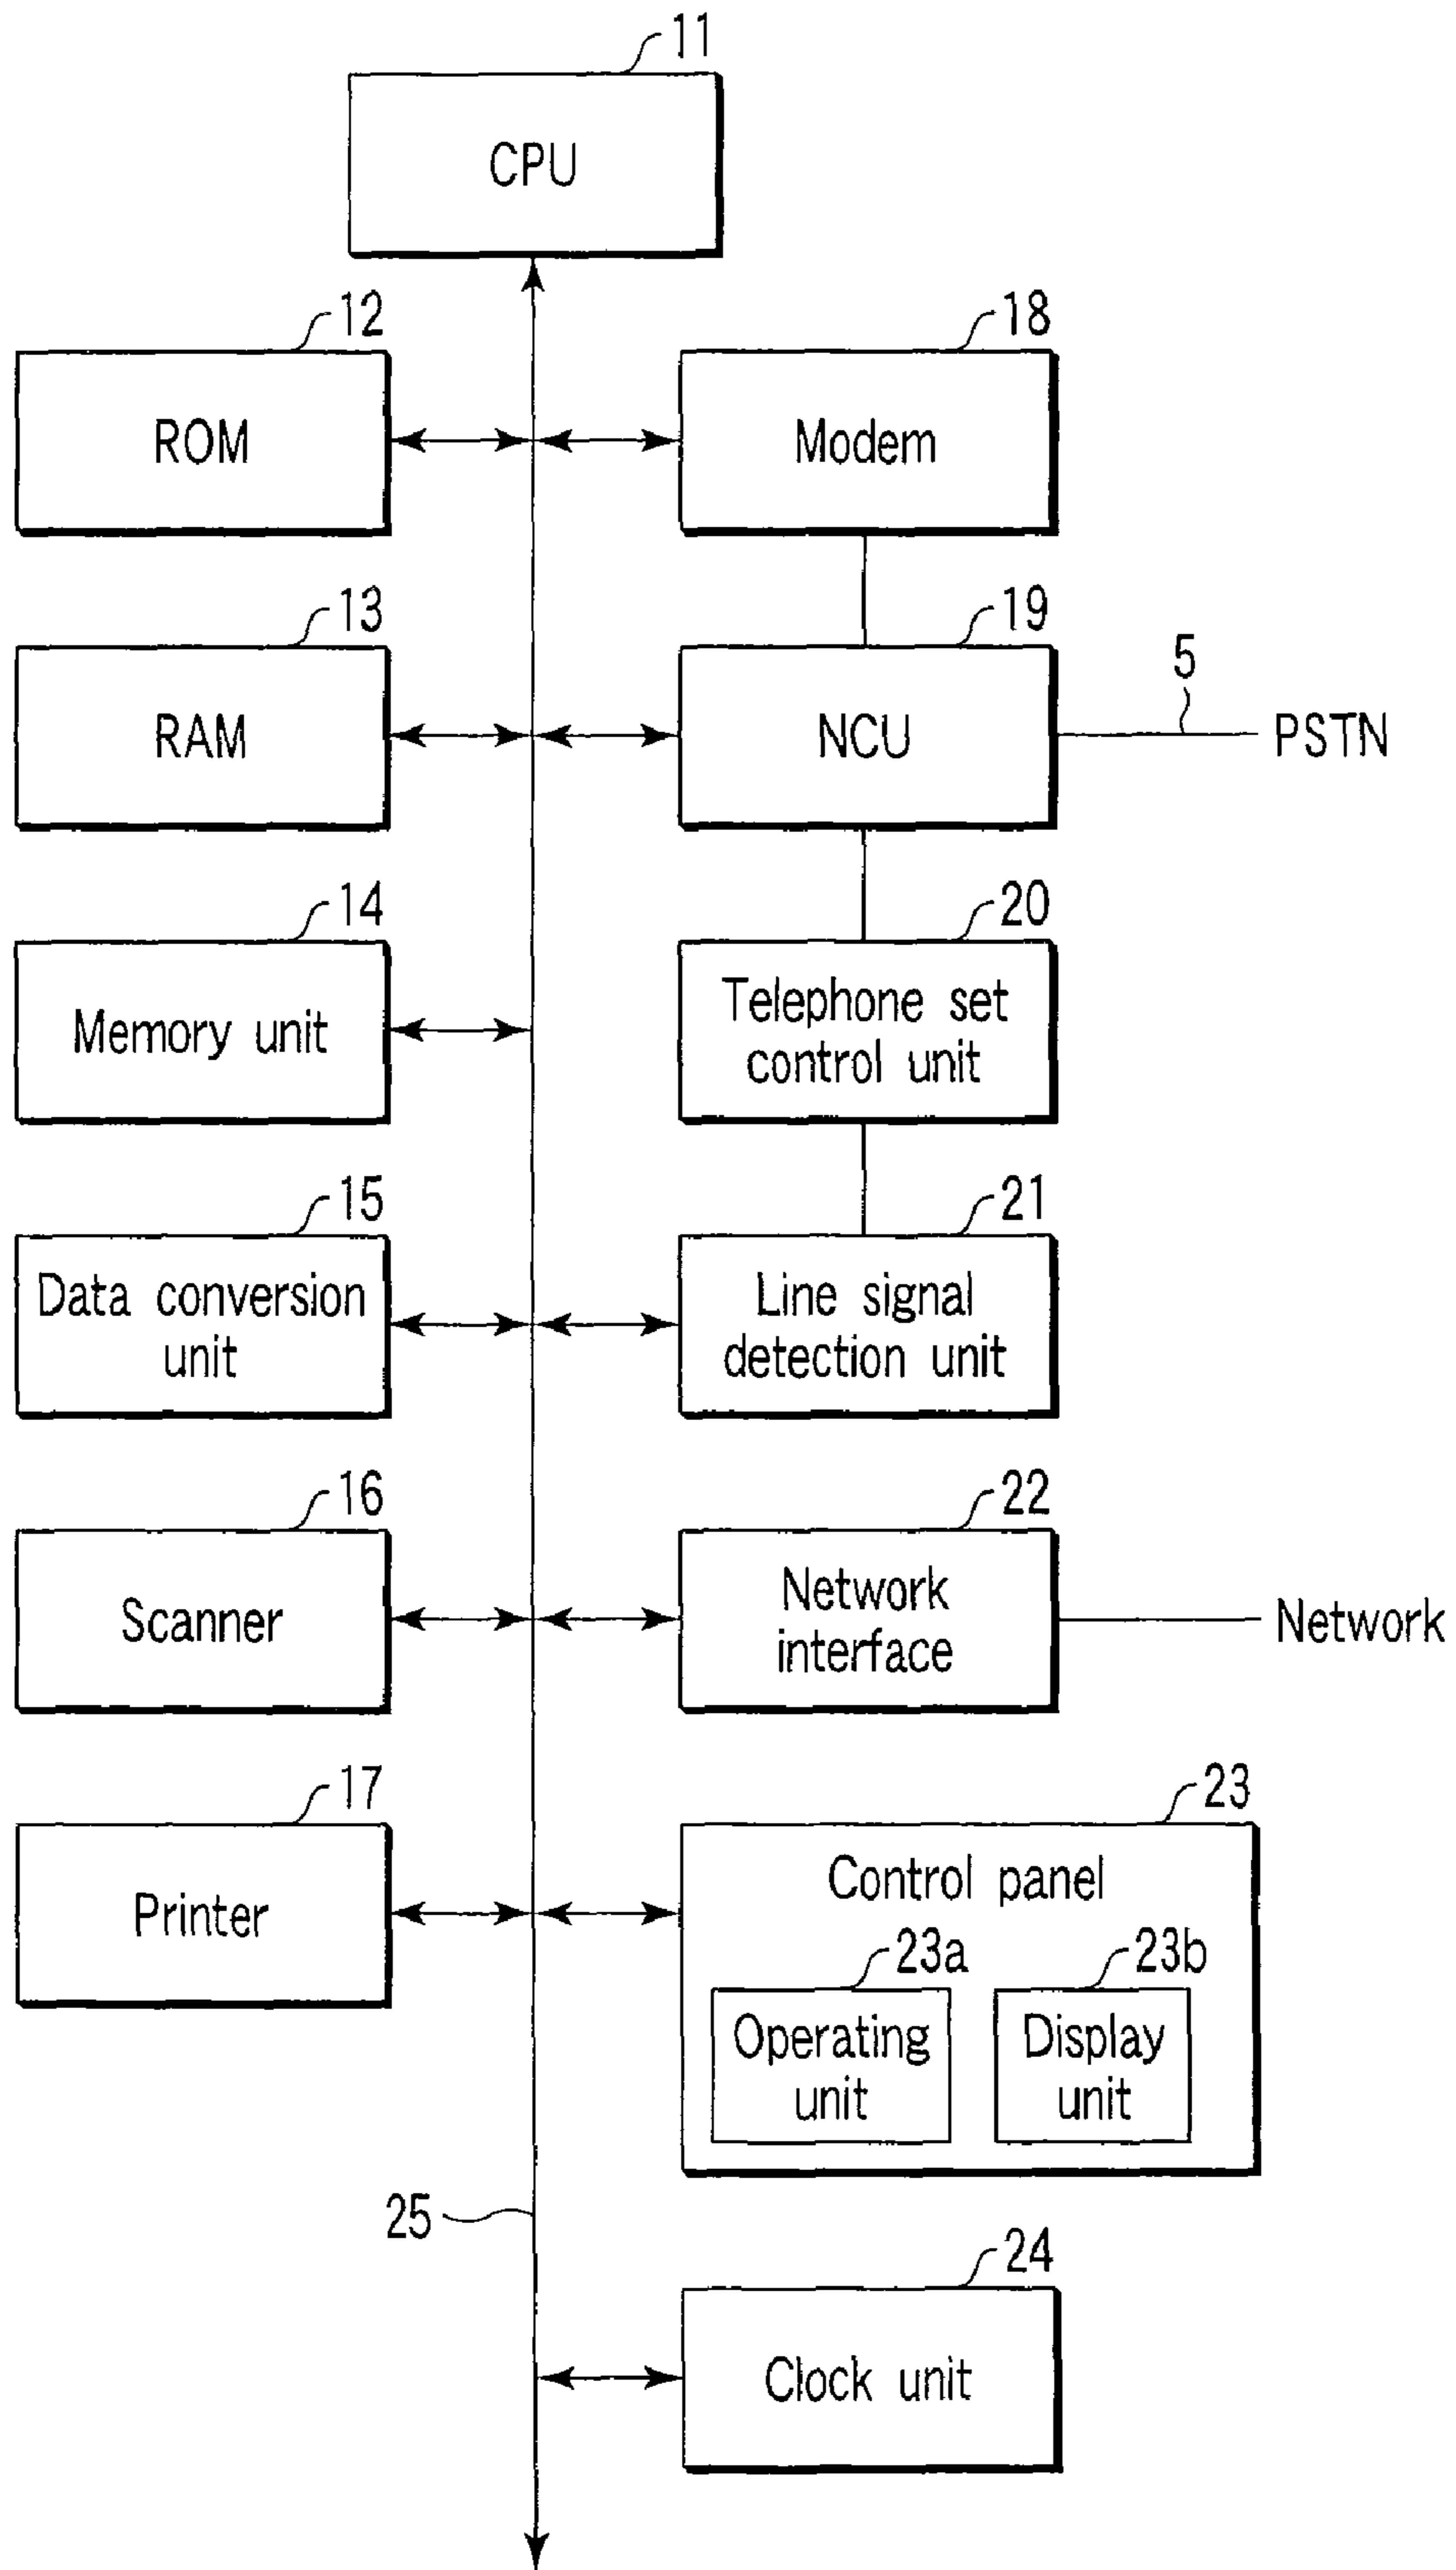 11
CPU
12
18
ROM
Modem
13
19
5
RAM
NCU
PSTN
14
20
Memory unit
Telephone set
control unit
15
21
Data conversion
unit
Line signal
detection unit
16
22
Scanner
Network
interface
Network
17
23
Printer
Control panel
23a
23b
Operating
unit
Display
unit
25
24
Clock unit